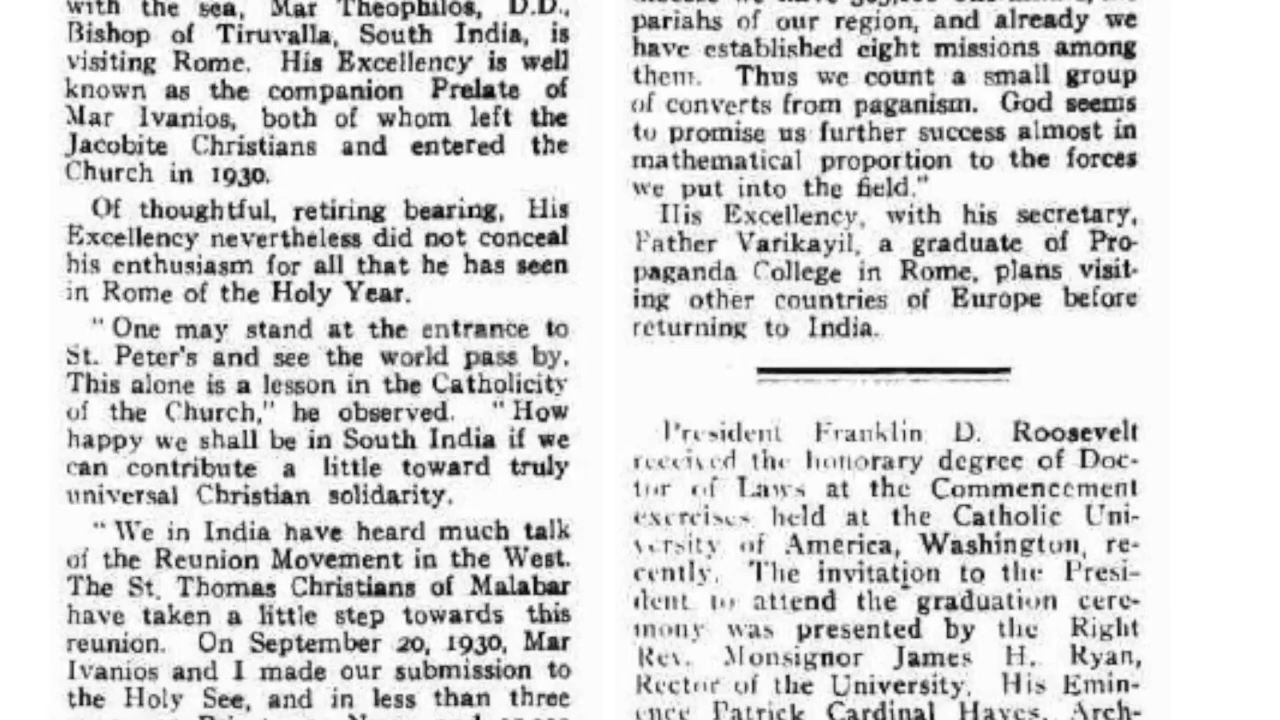 with the sea, Mar Theophilos, D.D.,
Bishop of Tiruvalla, South India, is
visiting Rome. His Excellency is well
known as the companion Prelate of
Mar Ivanios, both of whom left the
Jacobite Christians and entered the
Church in 1930.
Of thoughtful, retiring bearing, His
Excellency nevertheless did not conceal
his enthusiasm for all that he has seen
in Rome of the Holy Year.
" One may stand at the entrance to
St. Peter's and see the world pass by.
This alone is a lesson in the Catholicity
of the Church," he observed. " How
happy we shall be in South India if we
can contribute a little toward truly
universal Christian solidarity.
" We in India have heard much talk
of the Reunion Movement in the West.
The St. Thomas Christians of Malabar
have taken a little step towards this
reunion. On September 20, 1930, Mar
Ivanios and I made our submission to
the Holy See, and in less than three
pariahs of our region, and already we
have established eight missions among
them. Thus we count a small group
of converts from paganism. God seems
to promise us further success almost in
mathematical proportion to the forces
we put into the field."
His Excellency, with his secretary,
Father Varikayil, a graduate of Pro-
paganda College in Rome, plans visit-
ing other countries of Europe before
returning to India.
President Franklin D. Roosevelt
received the honorary degree of Doc-
tor of Laws at the Commencement
exercises held at the Catholic Uni-
versity of America, Washington, re-
cently. The invitation to the Presi-
dent to attend the graduation cere-
mony was presented by the Right
Rev. Monsignor James H. Ryan,
Rector of the University. His Emin-
ence Patrick Cardinal Hayes, Arch-